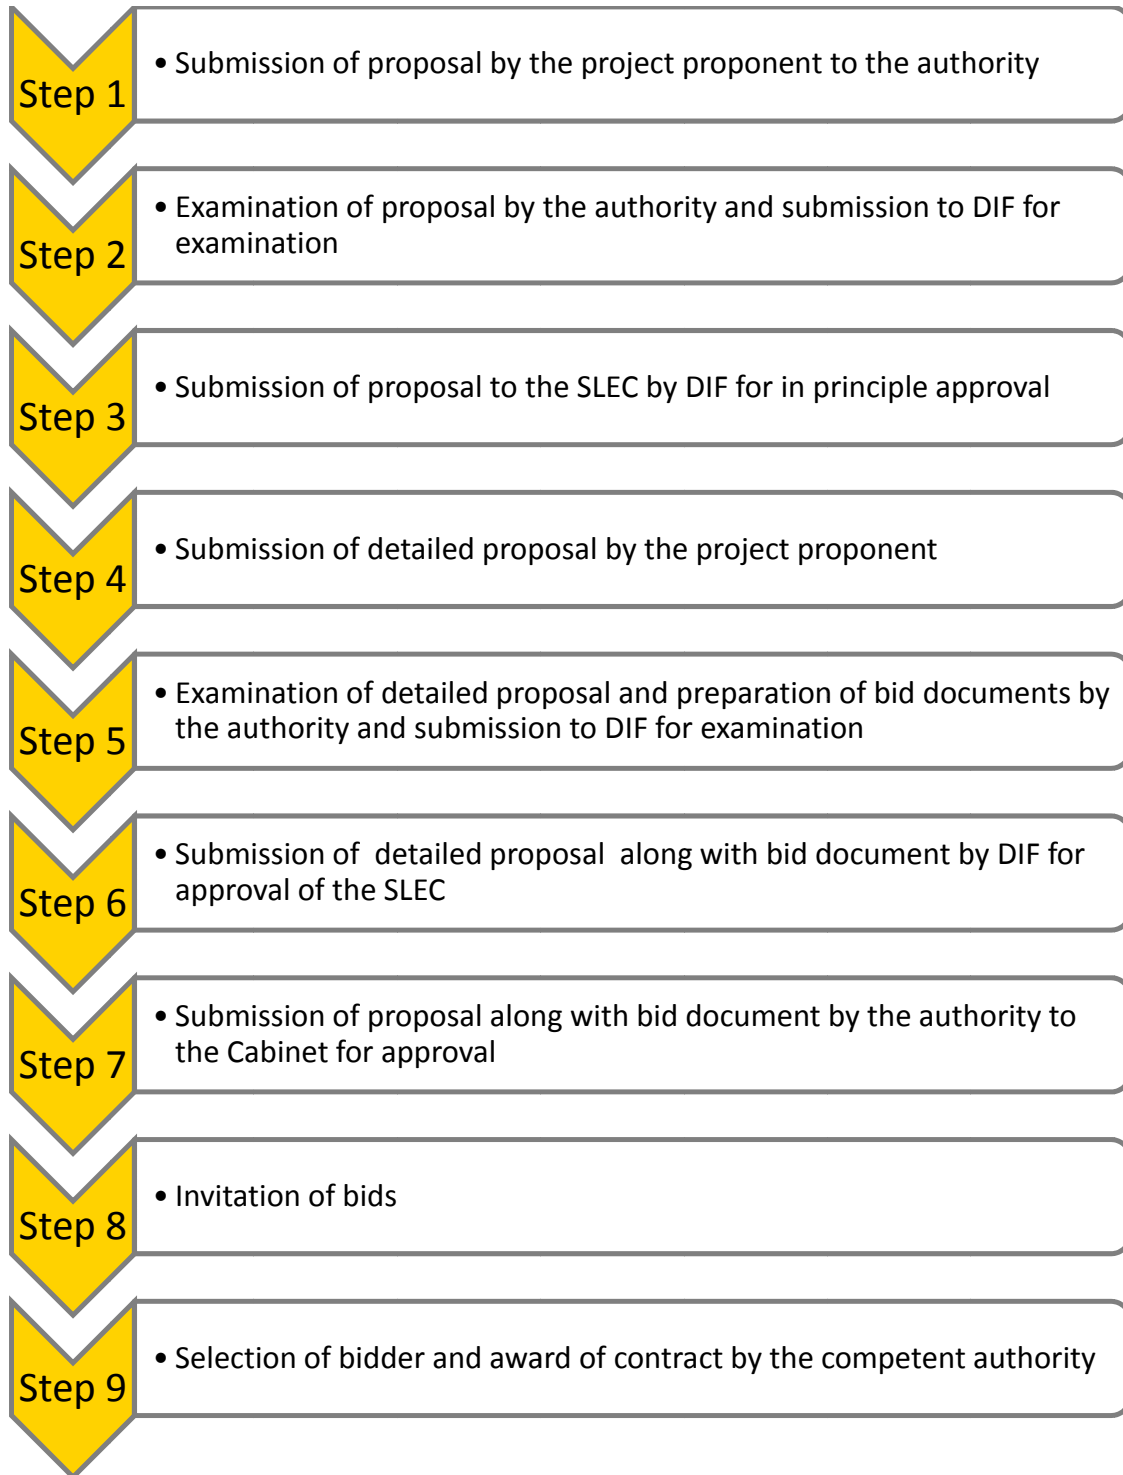 Step 1
• Submission of proposal by the project proponent to the authority
Step 2
• Examination of proposal by the authority and submission to DIF for
examination
Step 3
• Submission of proposal to the SLEC by DIF for in principle approval
Step 4
• Submission of detailed proposal by the project proponent
Step 5
• Examination of detailed proposal and preparation of bid documents by
the authority and submission to DIF for examination
Step 6
• Submission of  detailed proposal  along with bid document by DIF for
approval of the SLEC
Step 7
• Submission of proposal along with bid document by the authority to
the Cabinet for approval
Step 8
• Invitation of bids
Step 9
• Selection of bidder and award of contract by the competent authority